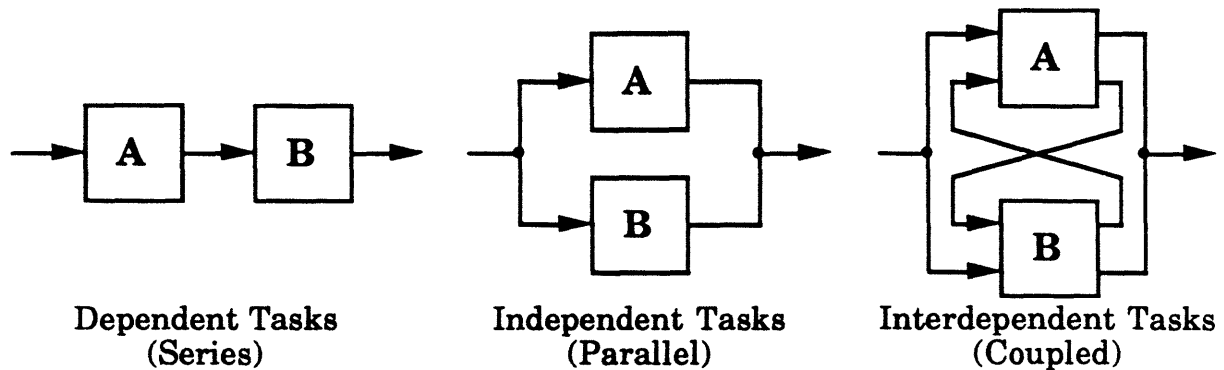 A
B
Dependent Tasks
(Series)
A
B
Independent Tasks
(Parallel)
A
B
Interdependent Tasks
(Coupled)